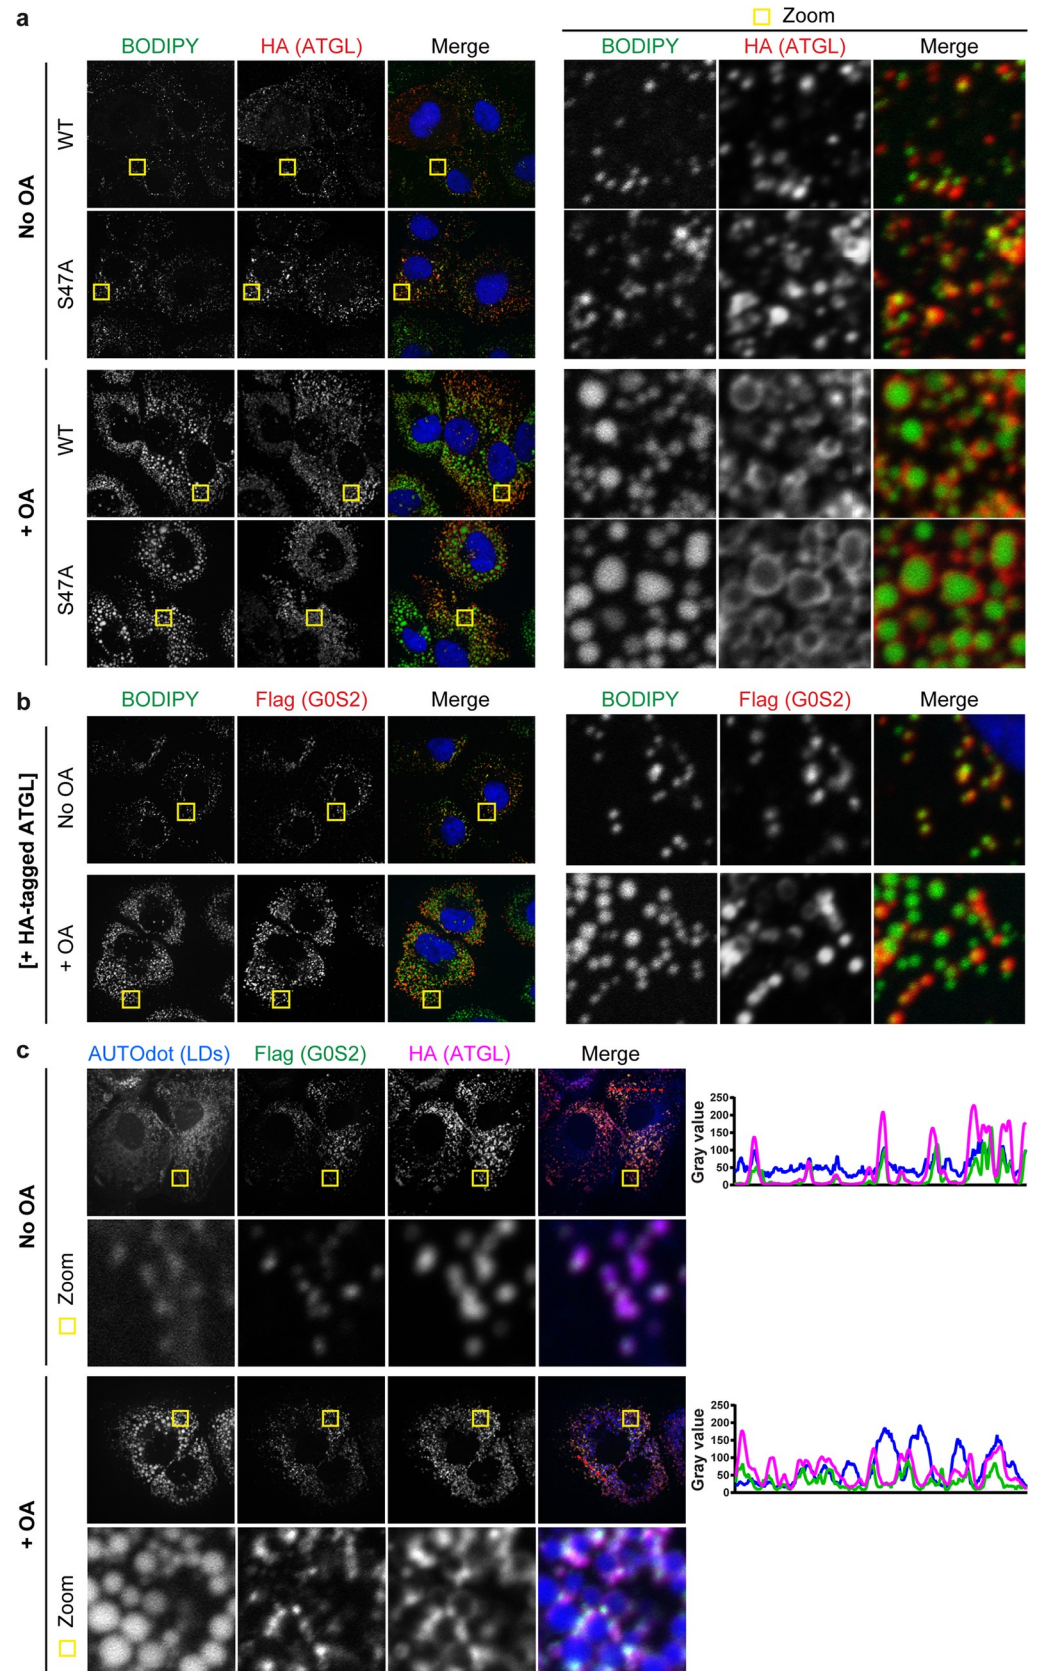 a
Zoom
BODIPY HA (ATGL) Merge BODIPY HA (ATGL) Merge
No OA
WT
S47A
+ OA
WT
S47A
b
BODIPY Flag (G0S2) Merge BODIPY Flag (G0S2) Merge
[+ HA-tagged ATGL]
No OA
+ OA
c
AUTOdot (LDs) Flag (G0S2) HA (ATGL) Merge
No OA
Zoom
Gray value
250
200
150
100
50
0
+ OA
Zoom
Gray value
250
200
150
100
50
0